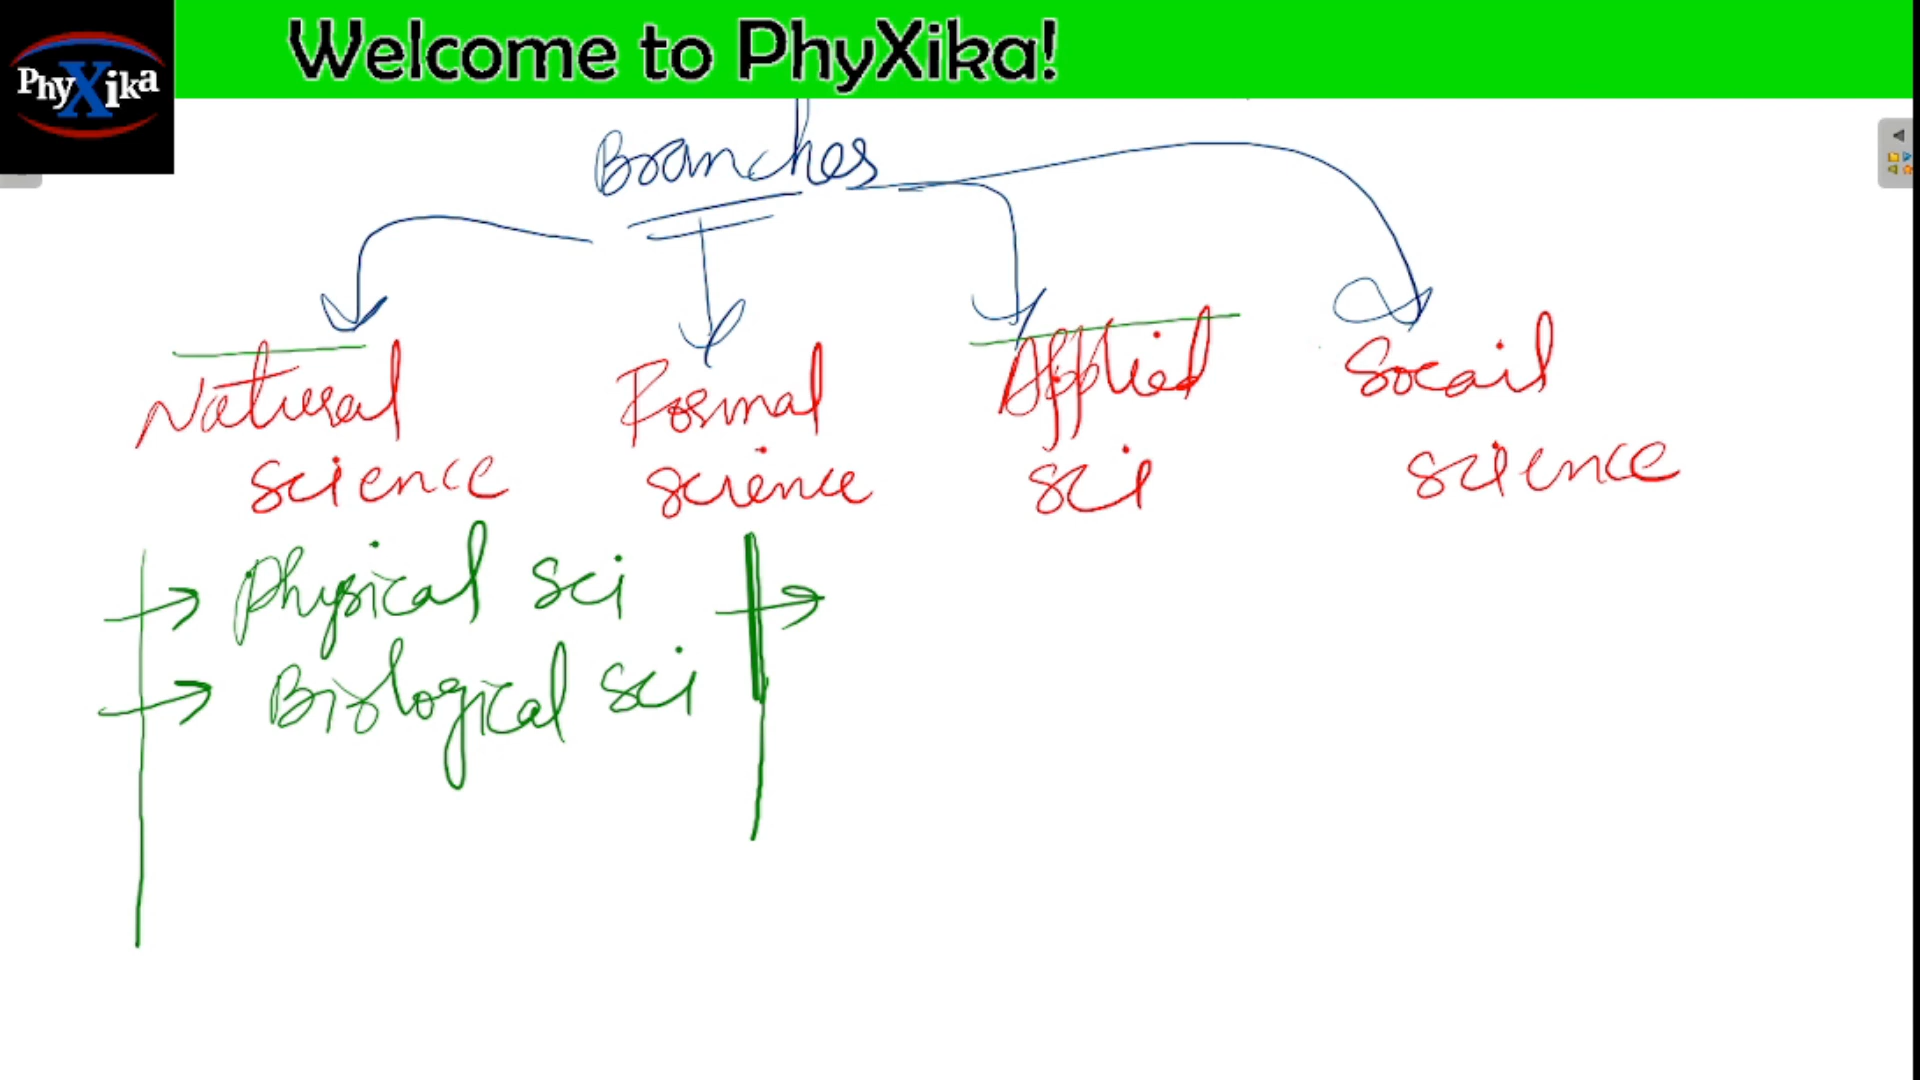 PhyXika
Welcome to PhyXika!
Branches
Natural science
Formal science
Applied sci
Socail science
Physical sci
Biological sci